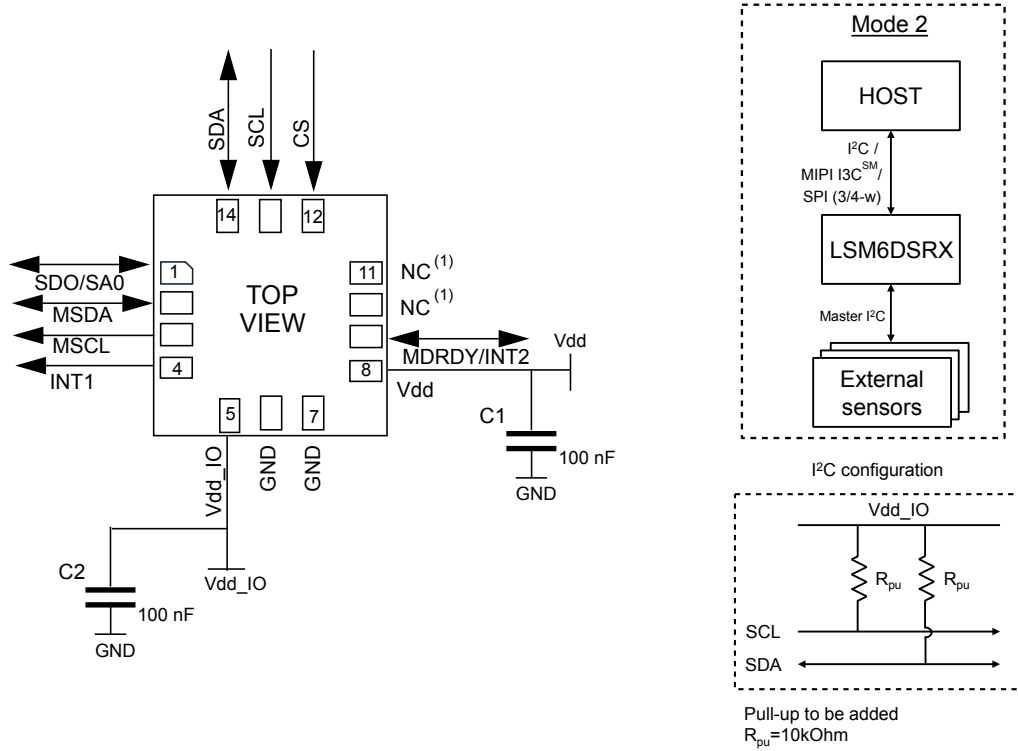 SDA
SCL
CS
14
12
1
11
NC (1)
SDO/SA0
MSDA
MSCL
4
INT1
TOP
VIEW
NC (1)
MDRDY/INT2
8
Vdd
Vdd
5
7
Vdd_IO
GND
GND
C1
100 nF
GND
C2
100 nF
GND
Vdd_IO
Mode 2
HOST
I²C /
MIPI I3C SM/
SPI (3/4-w)
LSM6DSRX
Master I²C
External
sensors
I²C configuration
Vdd_IO
Rpu
Rpu
SCL
SDA
Pull-up to be added
Rpu=10kOhm